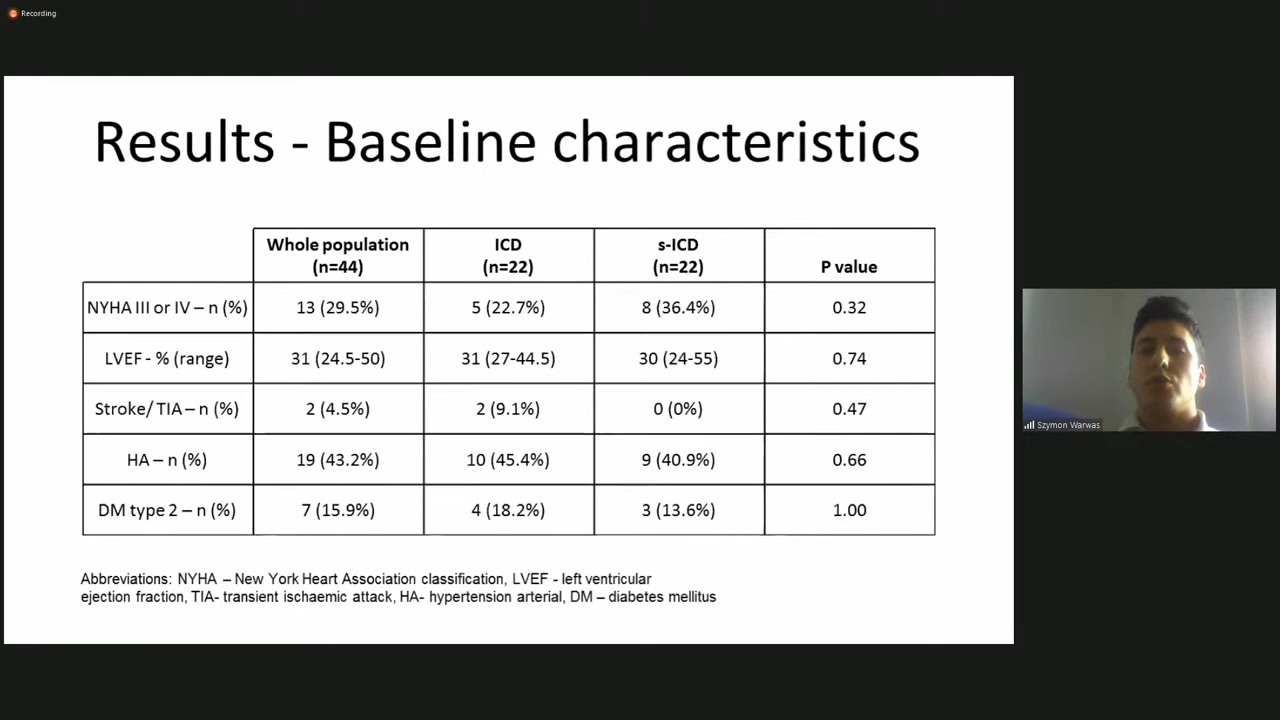 Recording
Results - Baseline characteristics
Whole population (n=44) ICD (n=22) s-ICD (n=22) P value
NYHA III or IV – n (%) 13 (29.5%) 5 (22.7%) 8 (36.4%) 0.32
LVEF - % (range) 31 (24.5-50) 31 (27-44.5) 30 (24-55) 0.74
Stroke/ TIA – n (%) 2 (4.5%) 2 (9.1%) 0 (0%) 0.47
HA – n (%) 19 (43.2%) 10 (45.4%) 9 (40.9%) 0.66
DM type 2 – n (%) 7 (15.9%) 4 (18.2%) 3 (13.6%) 1.00
Abbreviations: NYHA – New York Heart Association classification, LVEF - left ventricular
ejection fraction, TIA- transient ischaemic attack, HA- hypertension arterial, DM – diabetes mellitus
Szymon Warwas